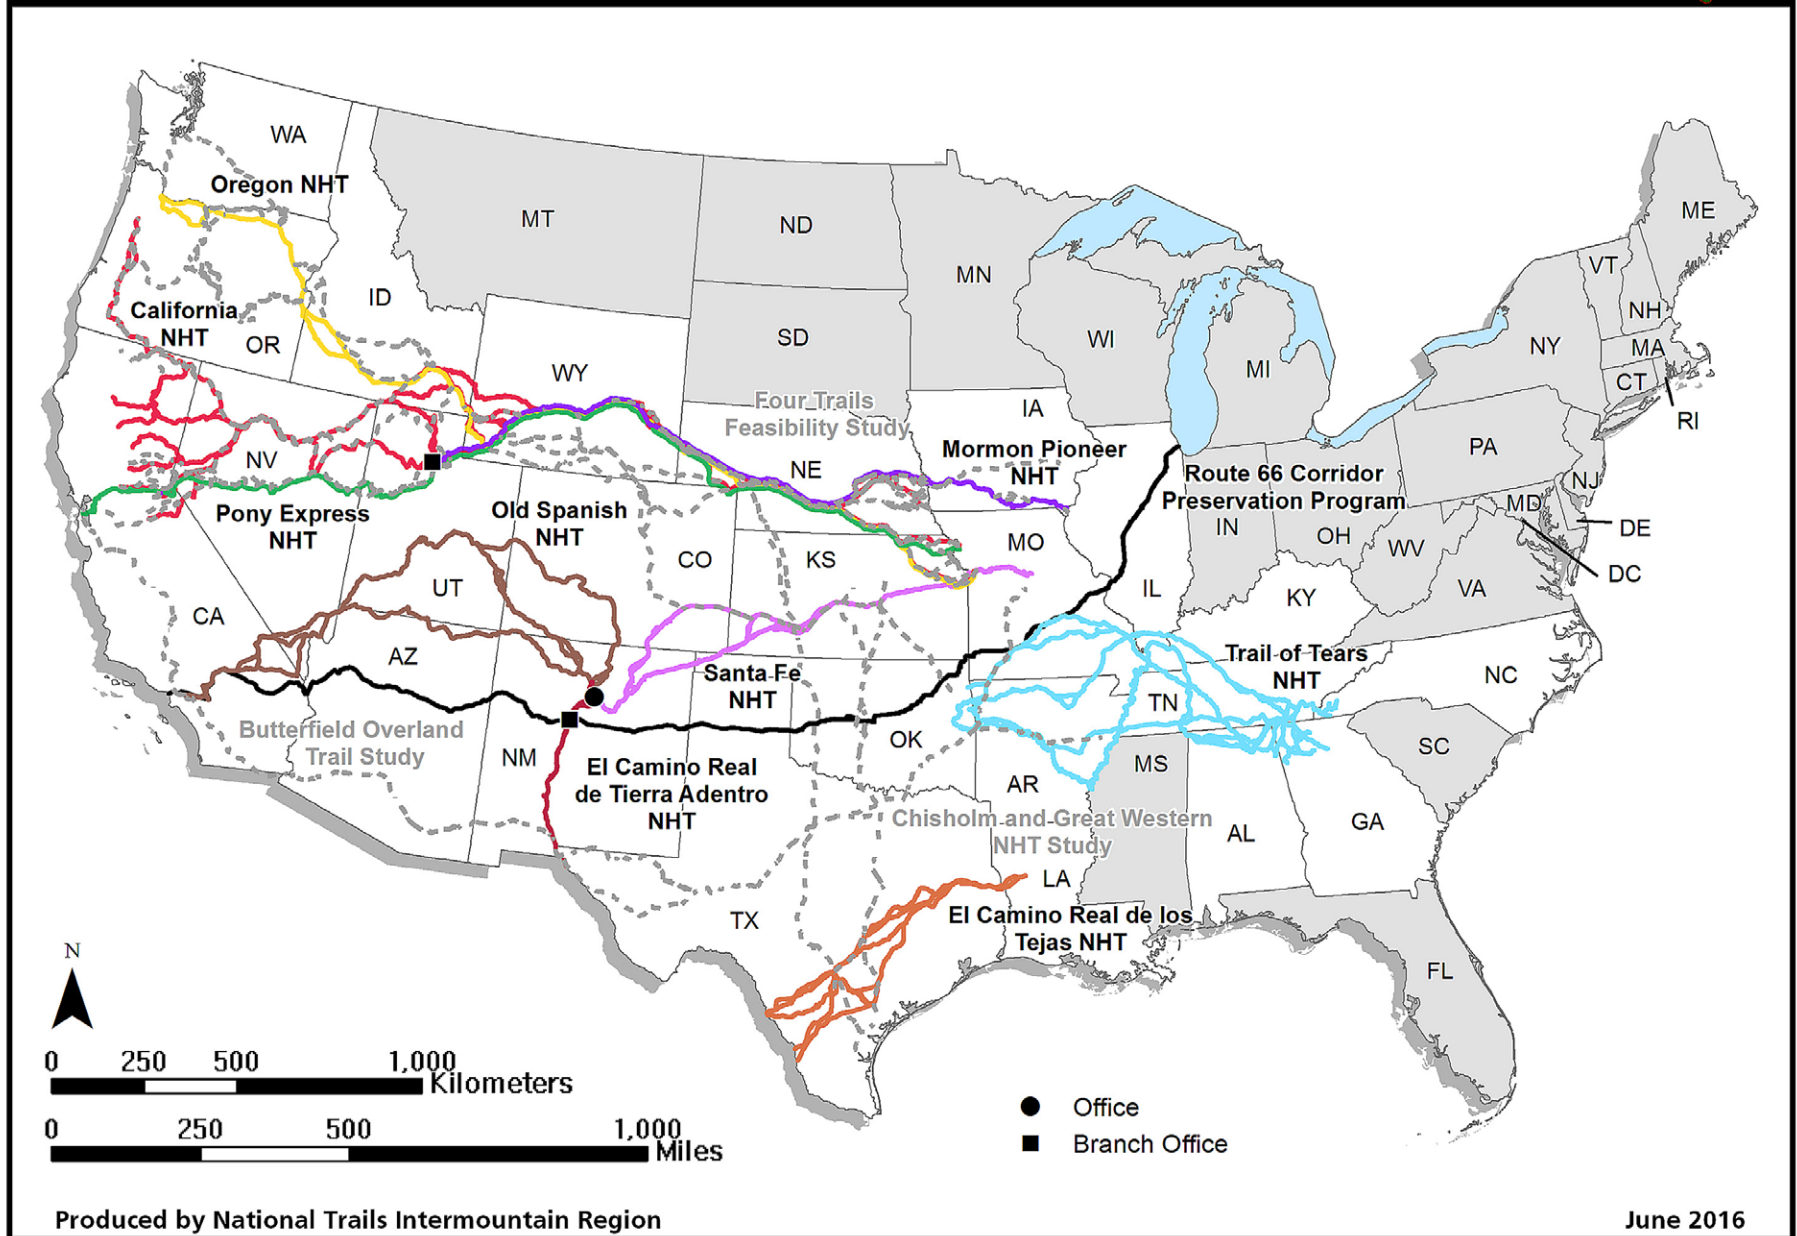 WA
Oregon NHT
MT
ND
ME
MN
VT
ID
California
NHT
OR
SD
WI
MI
NH
NY
MA
CT
RI
WY
Four Trails
Feasibility Study
IA
Mormon Pioneer
NHT
PA
NV
NE
Route 66 Corridor
Preservation Program
NJ
MD
DE
Pony Express
NHT
Old Spanish
NHT
IN
OH
WV
DC
CO
KS
MO
UT
IL
KY
VA
CA
AZ
Santa Fe
NHT
Trail of Tears
NHT
NC
TN
Butterfield Overland
Trail Study
NM
OK
SC
El Camino Real
de Tierra Adentro
NHT
AR
MS
Chisholm and Great Western
NHT Study
AL
GA
LA
TX
El Camino Real de los
Tejas NHT
FL
N
0 250 500 1,000
Kilometers
0 250 500 1,000
Miles
Office
Branch Office
Produced by National Trails Intermountain Region
June 2016